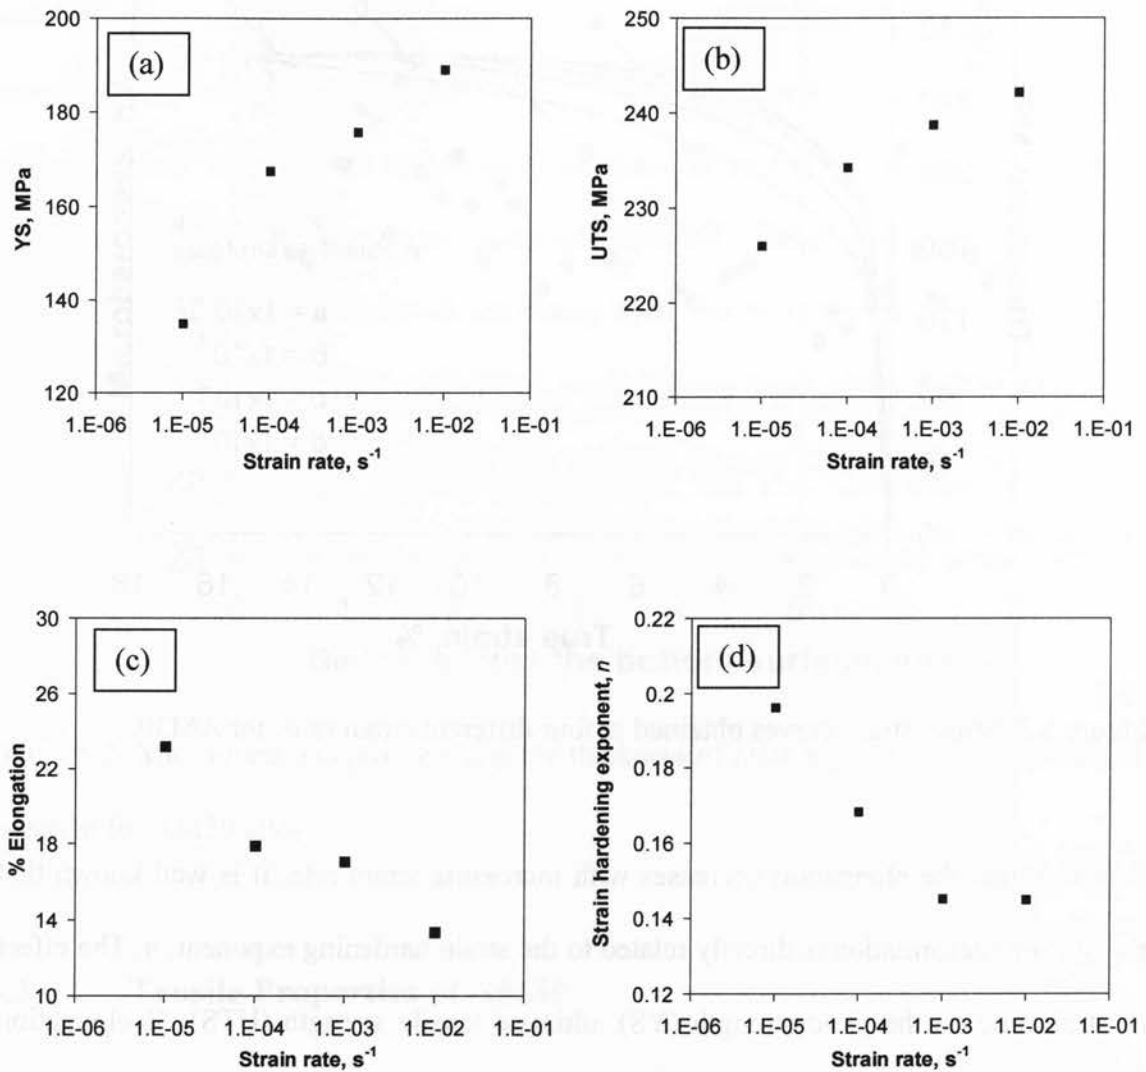 (a)
200
180
160
140
120
YS, MPa
1.E-06 1.E-05 1.E-04 1.E-03 1.E-02 1.E-01
Strain rate, s⁻¹
(b)
250
240
230
220
210
UTS, MPa
1.E-06 1.E-05 1.E-04 1.E-03 1.E-02 1.E-01
Strain rate, s⁻¹
(c)
30
26
22
18
14
10
% Elongation
1.E-06 1.E-05 1.E-04 1.E-03 1.E-02 1.E-01
Strain rate, s⁻¹
(d)
0.22
0.2
0.18
0.16
0.14
0.12
Strain hardening exponent, n
1.E-06 1.E-05 1.E-04 1.E-03 1.E-02 1.E-01
Strain rate, s⁻¹